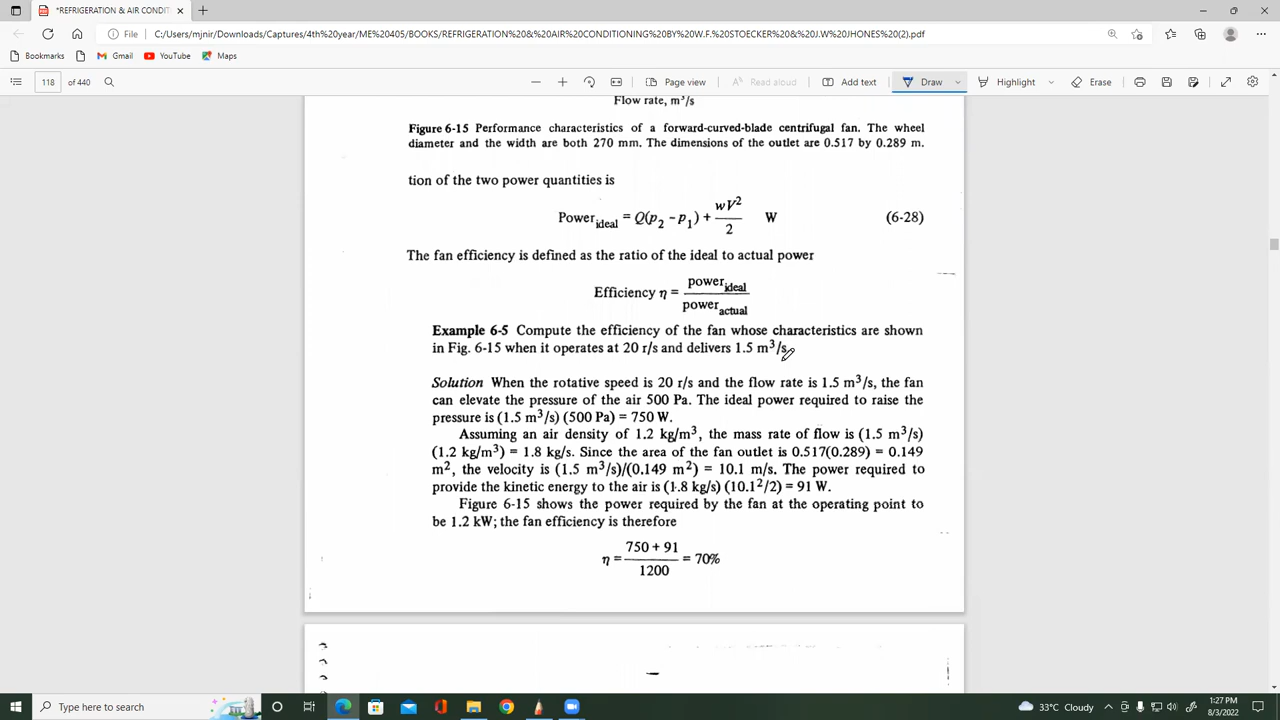 *REFRIGERATION & AIR CONDIT
File
C:/Users/mjnir/Downloads/Captures/4th%20year/ME%20405/BOOKS/REFRIGERATION%20&%20AIR%20CONDITIONING%20BY%20W.F.%20STOECKER%20&%20J.W%20JHONES%20(2).pdf
Bookmarks
Gmail
YouTube
Maps
118 of 440
Page view
Read aloud
Add text
Draw
Highlight
Erase
Flow rate, m³/s
Figure 6-15 Performance characteristics of a forward-curved-blade centrifugal fan. The wheel
diameter and the width are both 270 mm. The dimensions of the outlet are 0.517 by 0.289 m.
tion of the two power quantities is
Power_ideal = Q(p₂ − p₁) + wV²/2 W (6-28)
The fan efficiency is defined as the ratio of the ideal to actual power
Efficiency η = power_ideal/power_actual
Example 6-5 Compute the efficiency of the fan whose characteristics are shown
in Fig. 6-15 when it operates at 20 r/s and delivers 1.5 m³/s.
Solution When the rotative speed is 20 r/s and the flow rate is 1.5 m³/s, the fan
can elevate the pressure of the air 500 Pa. The ideal power required to raise the
pressure is (1.5 m³/s) (500 Pa) = 750 W.
Assuming an air density of 1.2 kg/m³, the mass rate of flow is (1.5 m³/s)
(1.2 kg/m³) = 1.8 kg/s. Since the area of the fan outlet is 0.517(0.289) = 0.149
m², the velocity is (1.5 m³/s)/(0.149 m²) = 10.1 m/s. The power required to
provide the kinetic energy to the air is (1.8 kg/s) (10.1²/2) = 91 W.
Figure 6-15 shows the power required by the fan at the operating point to
be 1.2 kW; the fan efficiency is therefore
η = (750 + 91)/1200 = 70%
Type here to search
33°C Cloudy
1:27 PM
8/3/2022